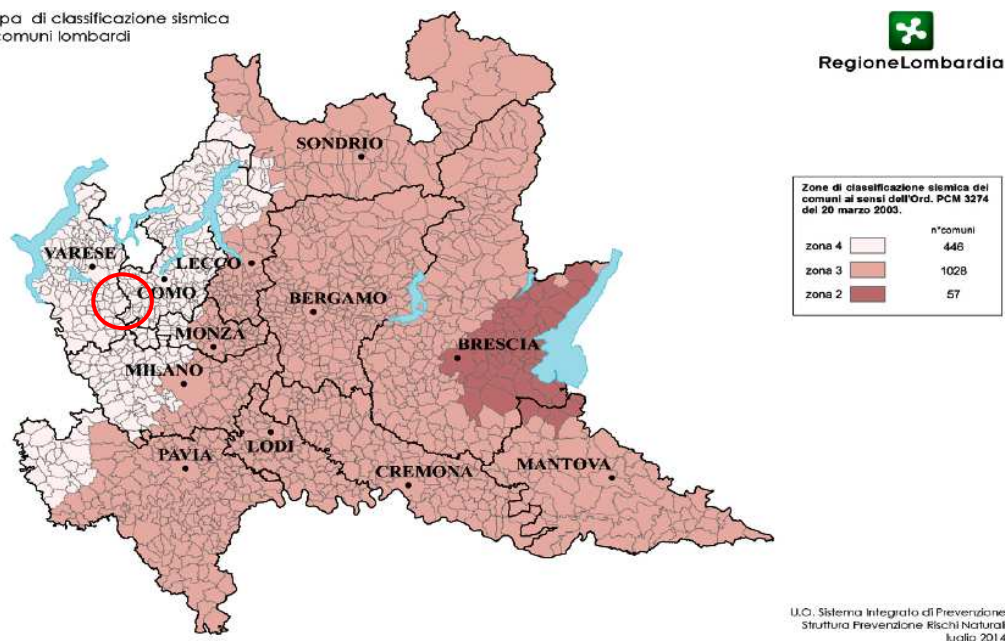 pa di classificazione sismica
comuni lombardi
RegioneLombardia
SONDRIO
VARESE
COMO
LECCO
BERGAMO
MONZA
BRESCIA
MILANO
PAVIA
LODI
CREMONA
MANTOVA
Zone di classificazione sismica dei
comuni ai sensi dell'Ord. PCM 3274
del 20 marzo 2003.
n°comuni
zona 4 446
zona 3 1028
zona 2 57
U.O. Sistema Integrato di Prevenzione
Struttura Prevenzione Rischi Natural
luglio 2014